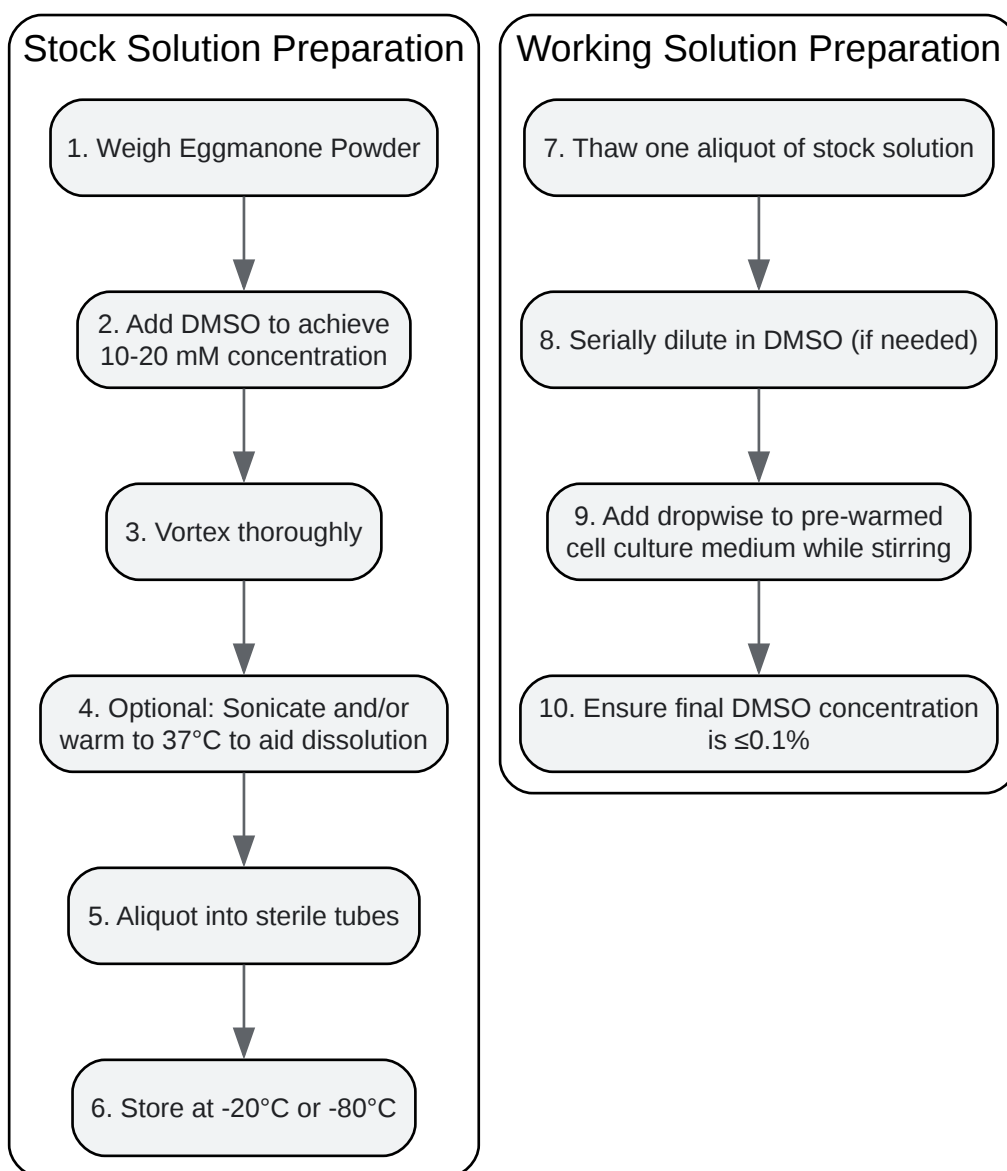 Stock Solution Preparation
1. Weigh Eggmanone Powder
2. Add DMSO to achieve
10-20 mM concentration
3. Vortex thoroughly
4. Optional: Sonicate and/or
warm to 37°C to aid dissolution
5. Aliquot into sterile tubes
6. Store at -20°C or -80°C
Working Solution Preparation
7. Thaw one aliquot of stock solution
8. Serially dilute in DMSO (if needed)
9. Add dropwise to pre-warmed
cell culture medium while stirring
10. Ensure final DMSO concentration
is ≤0.1%